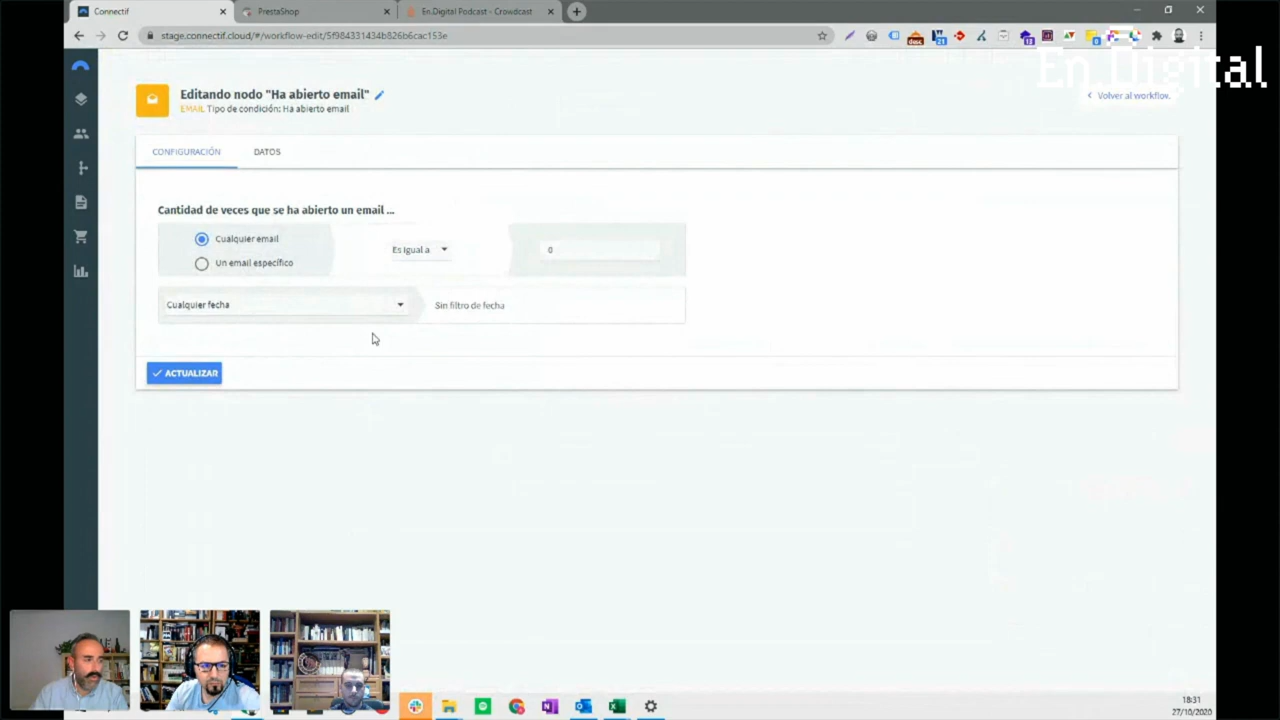 Connectif
PrestaShop
En.Digital Podcast - Crowdcast
stage.connectif.cloud/#/workflow-edit/5f984331434b826b6cac153e
En.Digital
Editando nodo "Ha abierto email"
EMAIL Tipo de condición: Ha abierto email
Volver al workflow.
CONFIGURACIÓN
DATOS
Cantidad de veces que se ha abierto un email ...
Cualquier email
Un email específico
Es igual a
0
Cualquier fecha
Sin filtro de fecha
ACTUALIZAR
18:31
27/10/2020